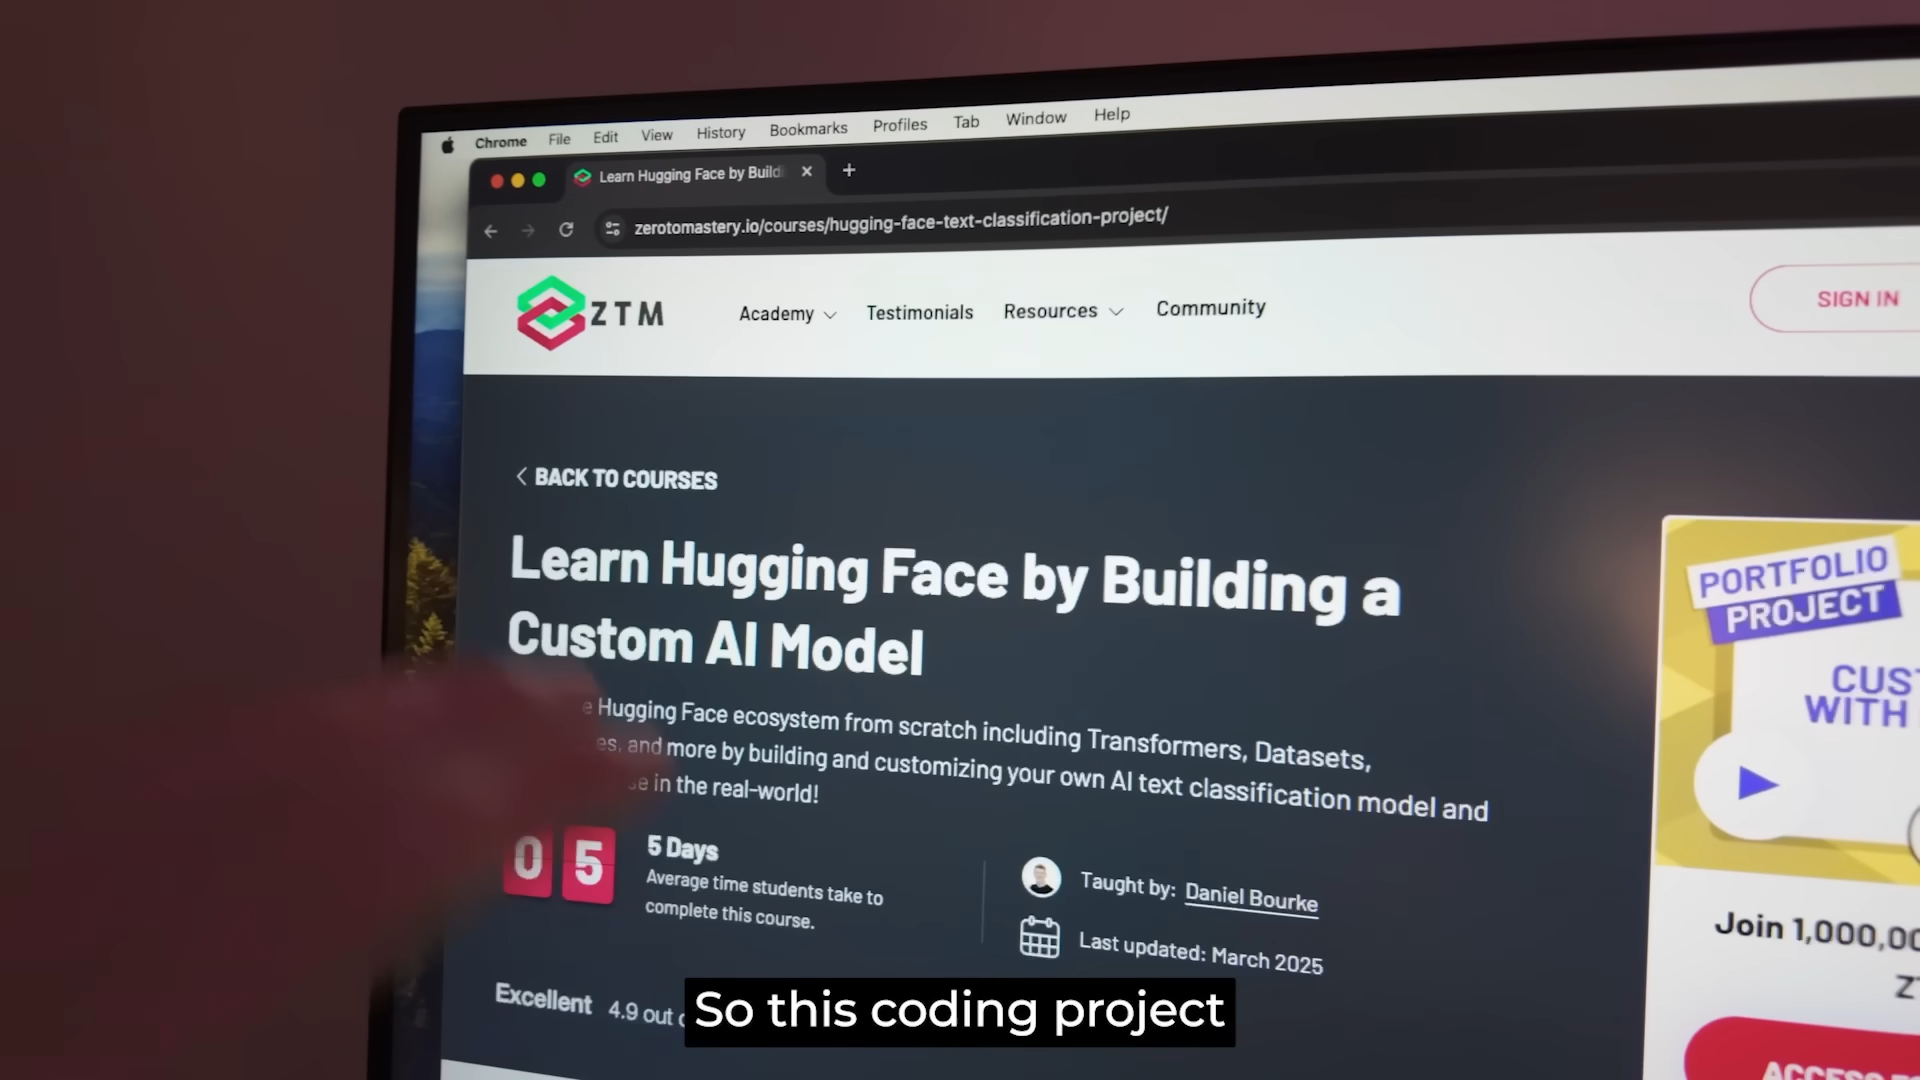 Chrome File Edit View History Bookmarks Profiles Tab Window Help
Learn Hugging Face by Build
zerotomastery.io/courses/hugging-face-text-classification-project/
ZTM
Academy Testimonials Resources Community
SIGN IN
BACK TO COURSES
Learn Hugging Face by Building a
Custom AI Model
e Hugging Face ecosystem from scratch including Transformers, Datasets,
es, and more by building and customizing your own AI text classification model and
se in the real-world!
05
5 Days
Average time students take to
complete this course.
Taught by: Daniel Bourke
Last updated: March 2025
Excellent 4.9 out
PORTFOLIO
PROJECT
CUS
WITH
Join 1,000,00
ACCESS
So this coding project